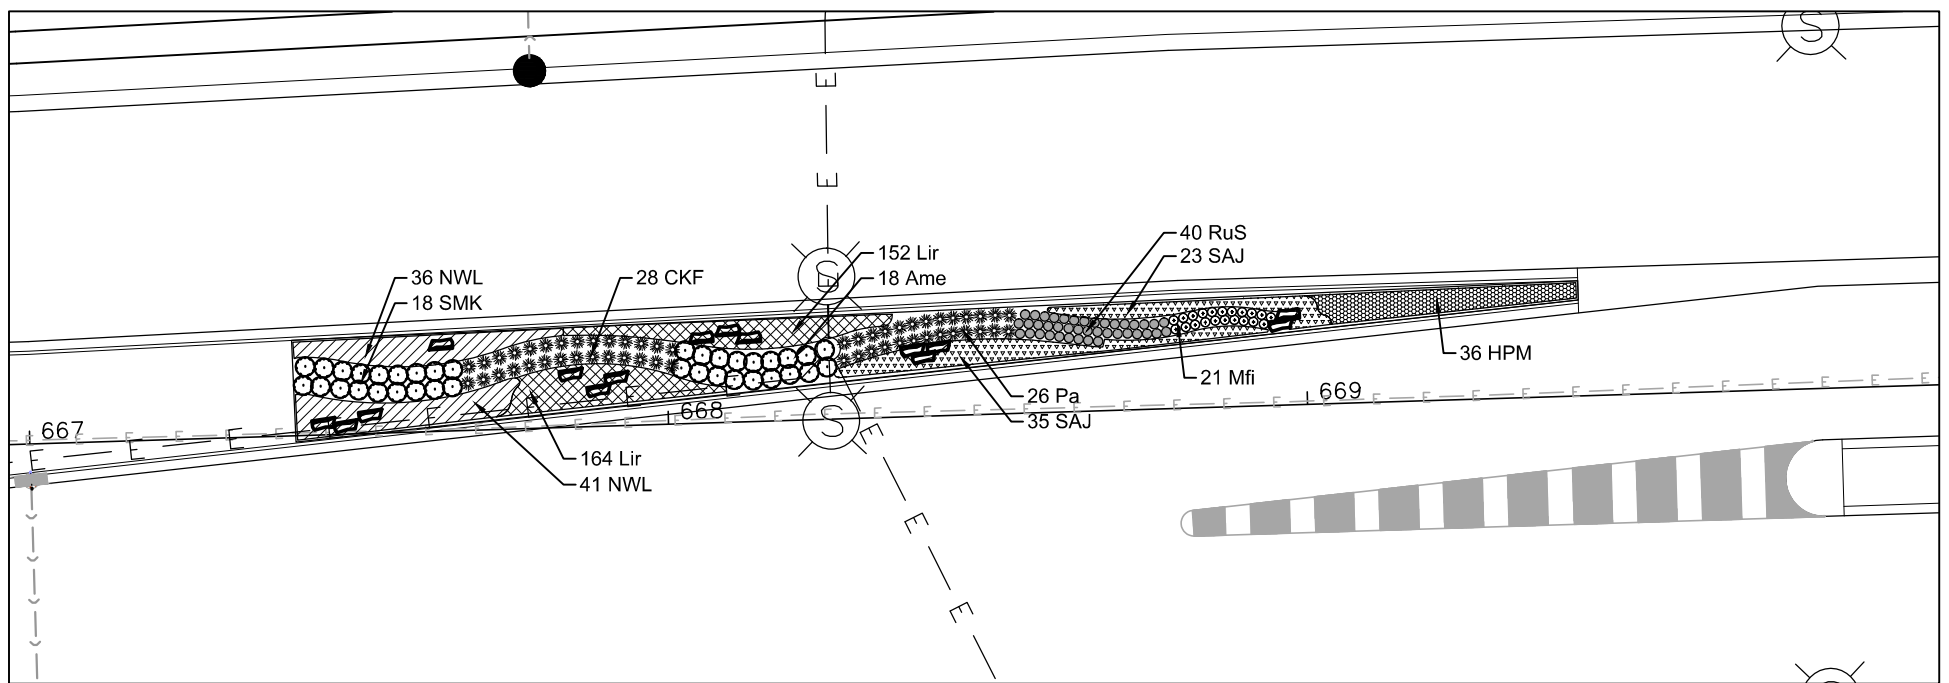 S
E
E
40 RuS
23 SAJ
152 Lir
18 Ame
S
E
36 NWL
18 SMK
28 CKF
36 HPM
21 Mfi
26 Pa
35 SAJ
669
668
667
S
164 Lir
41 NWL
E E E E E E E E E E E E E E E E E E E E E E E E E
E E E E E E
E
E
E